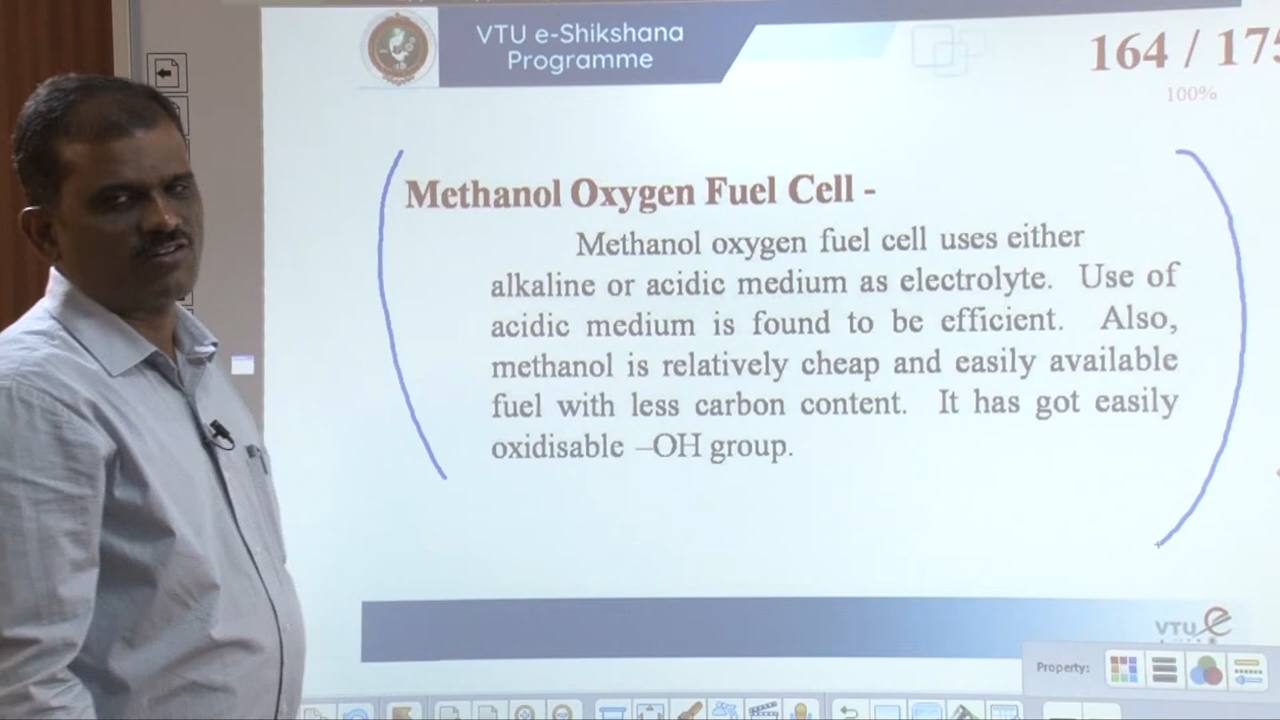 VTU e-Shikshana
Programme
164 / 175
100%
Methanol Oxygen Fuel Cell -
Methanol oxygen fuel cell uses either
alkaline or acidic medium as electrolyte. Use of
acidic medium is found to be efficient. Also,
methanol is relatively cheap and easily available
fuel with less carbon content. It has got easily
oxidisable –OH group.
VTU e
Property: